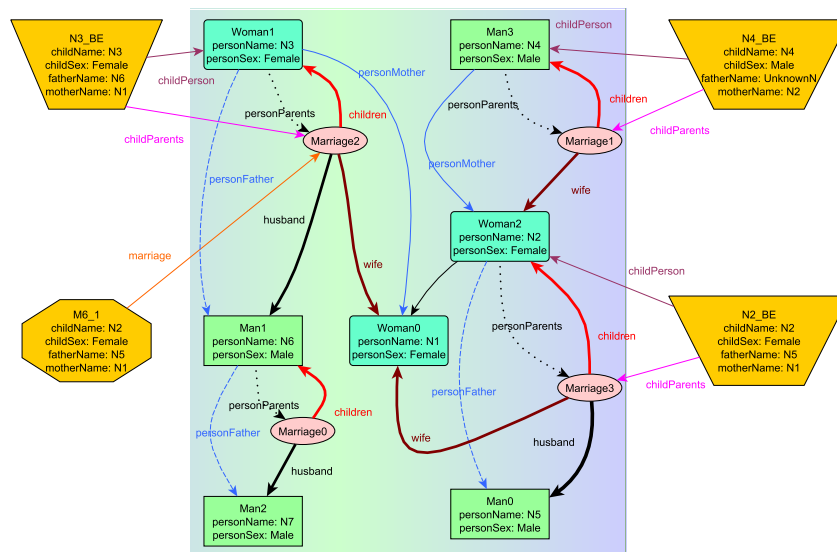 N3_BE
childName: N3
childSex: Female
fatherName: N6
motherName: N1
Woman1
personName: N3
personSex: Female
Man3
personName: N4
personSex: Male
N4_BE
childName: N4
childSex: Male
fatherName: UnknownN
motherName: N2
childPerson
childPerson
personMother
personParents
children
personParents
children
childParents
childParents
Marriage2
Marriage1
personMother
personFather
wife
husband
Woman2
personName: N2
personSex: Female
marriage
wife
childPerson
M6_1
childName: N2
childSex: Female
fatherName: N5
motherName: N1
Man1
personName: N6
personSex: Male
Woman0
personName: N1
personSex: Female
personParents
children
N2_BE
childName: N2
childSex: Female
fatherName: N5
motherName: N1
childParents
Marriage3
personFather
personParents
children
personFather
Marriage0
wife
husband
husband
Man2
personName: N7
personSex: Male
Man0
personName: N5
personSex: Male